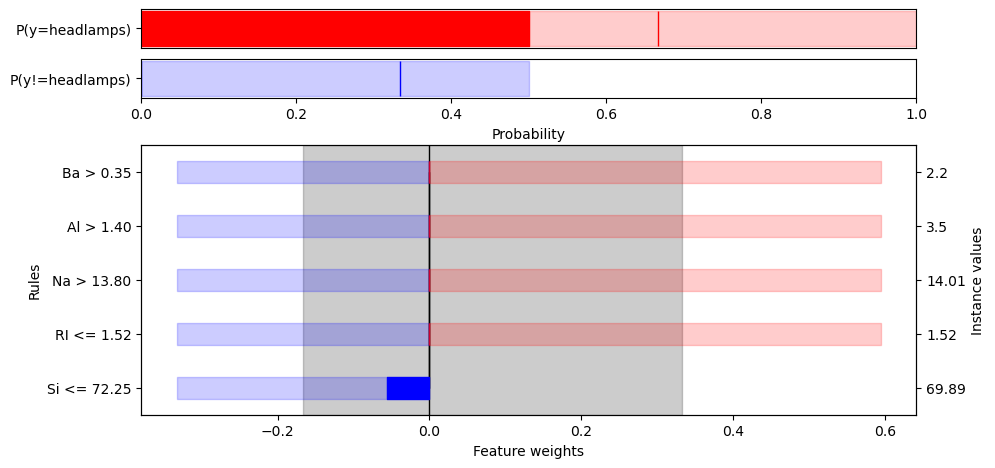 P(y=headlamps)
P(y!=headlamps)
0.0 0.2 0.4 0.6 0.8 1.0
Probability
Ba > 0.35 2.2
Al > 1.40 3.5
Na > 13.80 14.01
RI <= 1.52 1.52
Si <= 72.25 69.89
Rules
Instance values
−0.2 0.0 0.2 0.4 0.6
Feature weights